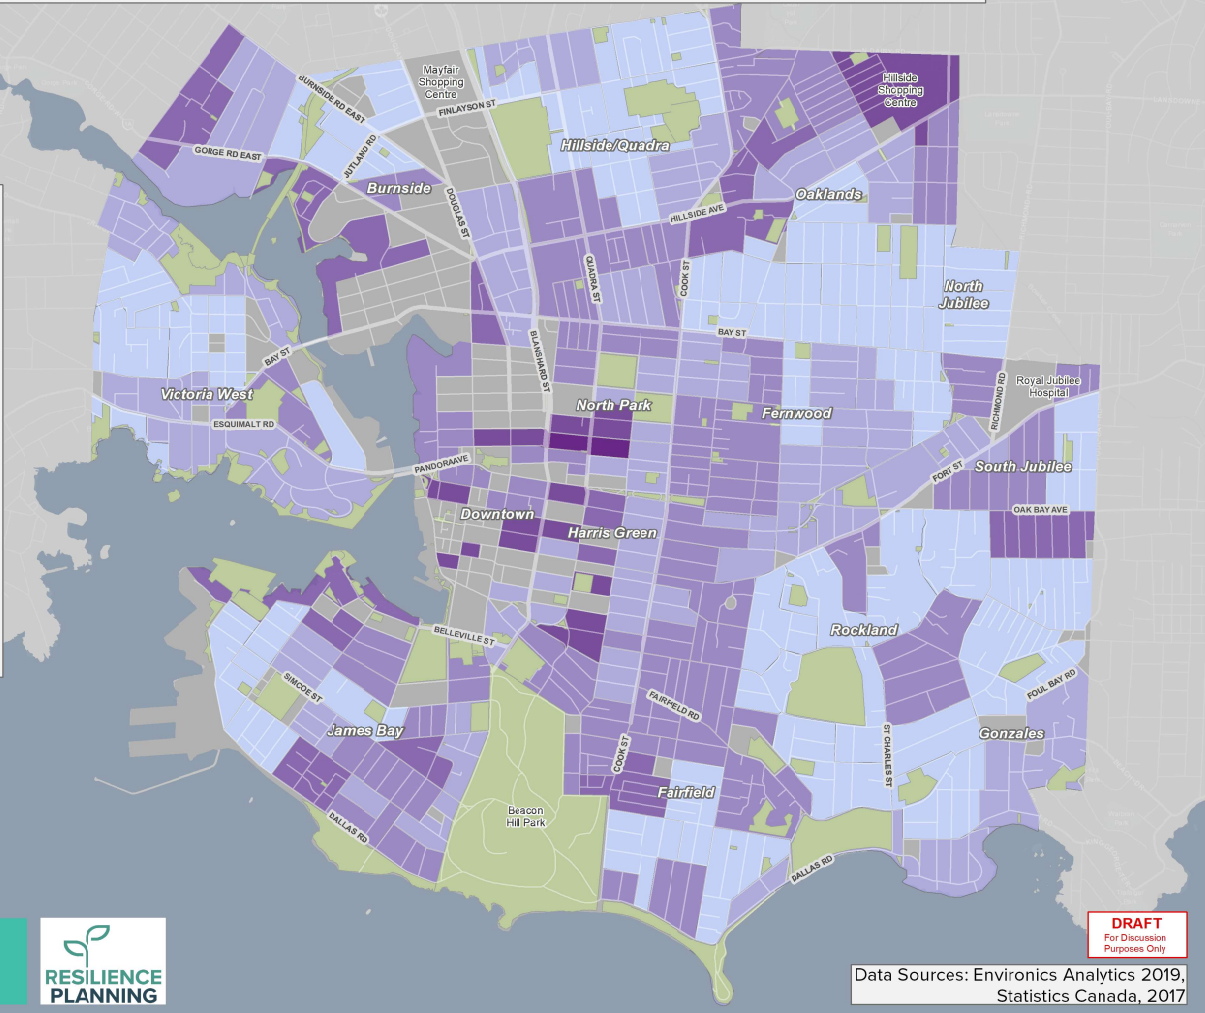 Mayfair
Shopping
Centre
Hillside
Shopping
Centre
BURNSIDE RD EAST
FINLAYSON ST
Hillside/Quadra
GORGE RD EAST
JUTLAND RD
Burnside
DOUGLAS ST
Oaklands
HILLSIDE AVE
QUADRA ST
COOK ST
North
Jubilee
BAY ST
BAY ST
BLANSHARD ST
Victoria West
North Park
Fernwood
RICHMOND RD
Royal Jubilee
Hospital
ESQUIMALT RD
PANDORA AVE
FORT ST
South Jubilee
Downtown
Harris Green
OAK BAY AVE
BELLEVILLE ST
Rockland
SIMCOE ST
FAIRFIELD RD
FOUL BAY RD
James Bay
COOK ST
ST CHARLES ST
Gonzales
Fairfield
Beacon
Hill Park
DALLAS RD
DALLAS RD
RESILIENCE
PLANNING
DRAFT
For Discussion
Purposes Only
Data Sources: Environics Analytics 2019,
Statistics Canada, 2017